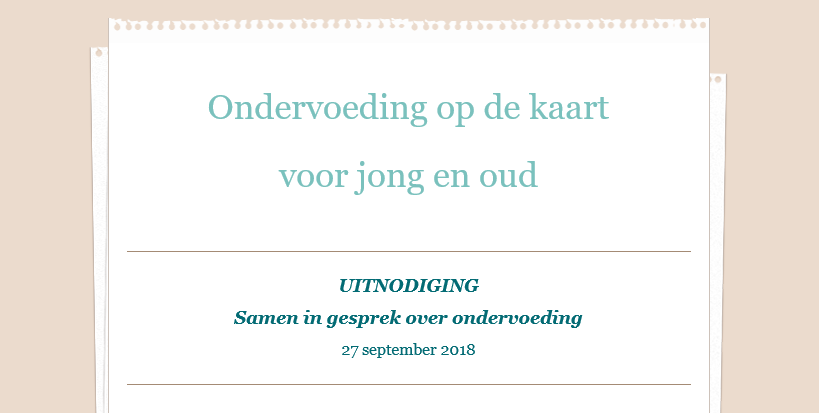 Ondervoeding op de kaart
voor jong en oud
UITNODIGING
Samen in gesprek over ondervoeding
27 september 2018